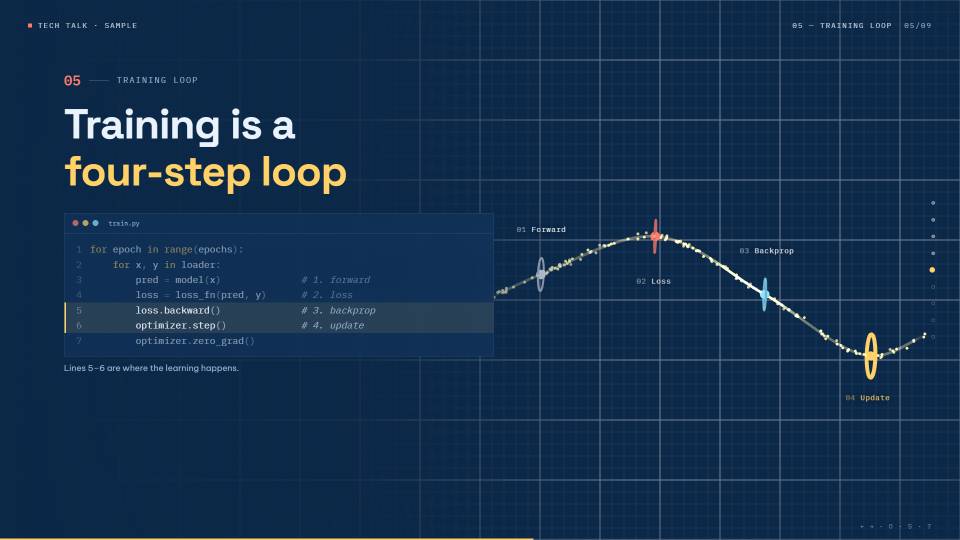 TECH TALK · SAMPLE
05 — TRAINING LOOP 05/09
05 TRAINING LOOP
Training is a
four-step loop
train.py
1 for epoch in range(epochs):
2 for x, y in loader:
3 pred = model(x) # 1. forward
4 loss = loss_fn(pred, y) # 2. loss
5 loss.backward() # 3. backprop
6 optimizer.step() # 4. update
7 optimizer.zero_grad()
Lines 5–6 are where the learning happens.
01 Forward
02 Loss
03 Backprop
04 Update